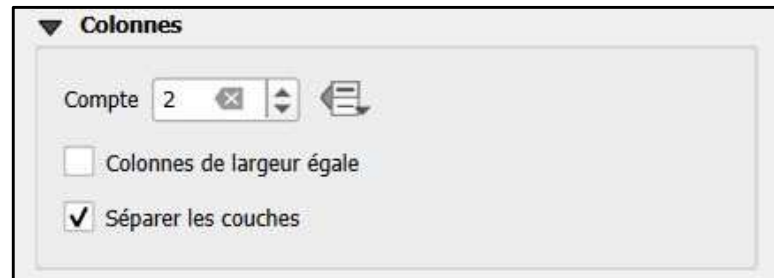 Colonnes
Compte 2
Colonnes de largeur égale
Séparer les couches